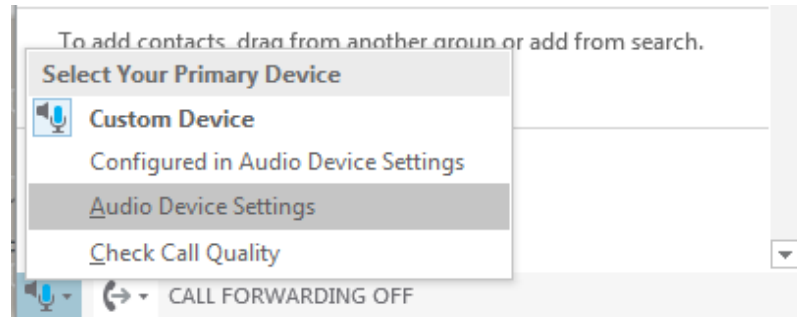 To add contacts, drag from another group or add from search.
Select Your Primary Device
Custom Device
Configured in Audio Device Settings
Audio Device Settings
Check Call Quality
CALL FORWARDING OFF